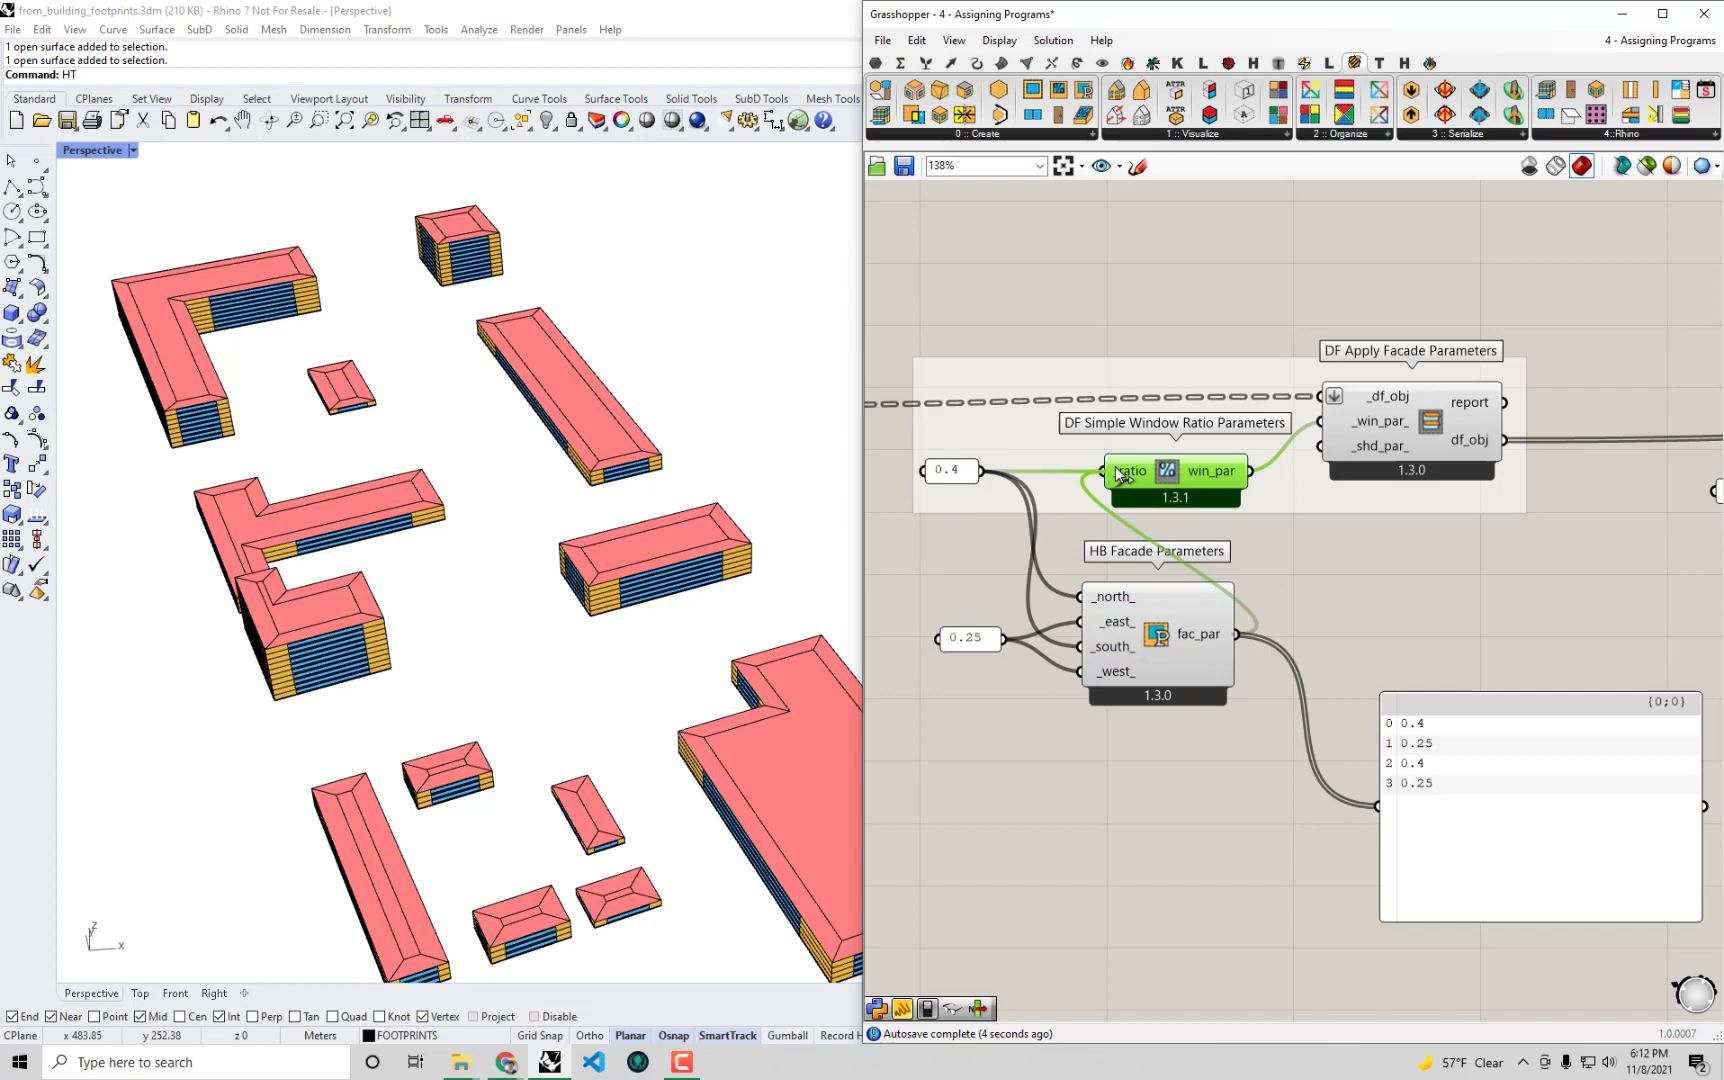 from_building_footprints.3dm (210 KB) - Rhino 7 Not For Resale - [Perspective]
File Edit View Curve Surface SubD Solid Mesh Dimension Transform Tools Analyze Render Panels Help
1 open surface added to selection.
1 open surface added to selection.
Command: HT
Standard CPlanes Set View Display Select Viewport Layout Visibility Transform Curve Tools Surface Tools Solid Tools SubD Tools Mesh Tools
Perspective
z
y
x
Perspective Top Front Right
End Near Point Mid Cen Int Perp Tan Quad Knot Vertex Project Disable
CPlane x 483.85 y 252.38 z 0 Meters FOOTPRINTS Grid Snap Ortho Planar Osnap SmartTrack Gumball Record H
Grasshopper - 4 - Assigning Programs*
File Edit View Display Solution Help
4 - Assigning Programs
K L H L T H
ATTR
ATTR
0 :: Create 1 :: Visualize 2 :: Organize 3 :: Serialize 4::Rhino
138%
DF Apply Facade Parameters
_df_obj
_win_par_
_shd_par_
report
df_obj
1.3.0
DF Simple Window Ratio Parameters
0.4
ratio
win_par
1.3.1
HB Facade Parameters
_north_
_east_
_south_
_west_
fac_par
1.3.0
0.25
{0;0}
0 0.4
1 0.25
2 0.4
3 0.25
Autosave complete (4 seconds ago)
1.0.0007
Type here to search
57°F Clear
6:12 PM
11/8/2021
2